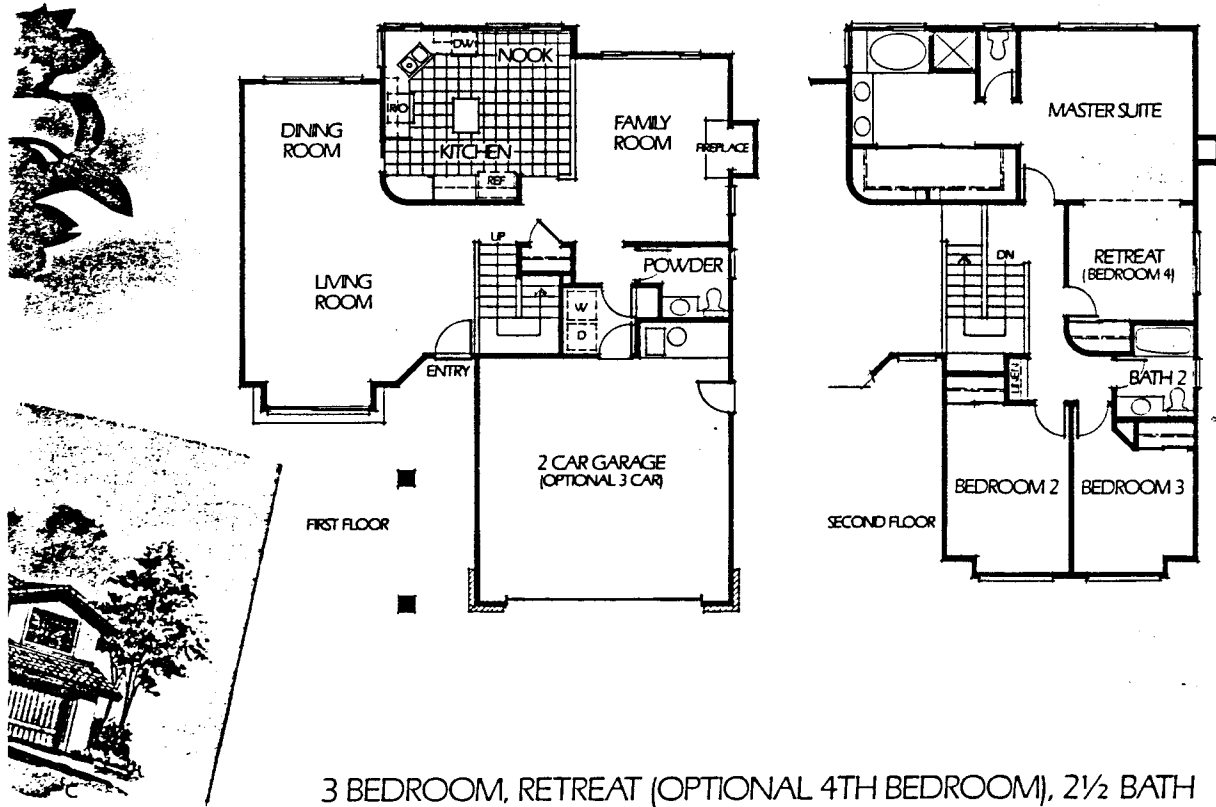 DW
NOOK
R/O
DINING
ROOM
KITCHEN
REF
FAMILY
ROOM
FIREPLACE
UP
POWDER
LIVING
ROOM
W
D
ENTRY
2 CAR GARAGE
(OPTIONAL 3 CAR)
FIRST FLOOR
MASTER SUITE
DN
RETREAT
(BEDROOM 4)
LINEN
BATH 2
BEDROOM 2
BEDROOM 3
SECOND FLOOR
C
3 BEDROOM, RETREAT (OPTIONAL 4TH BEDROOM), 2½ BATH